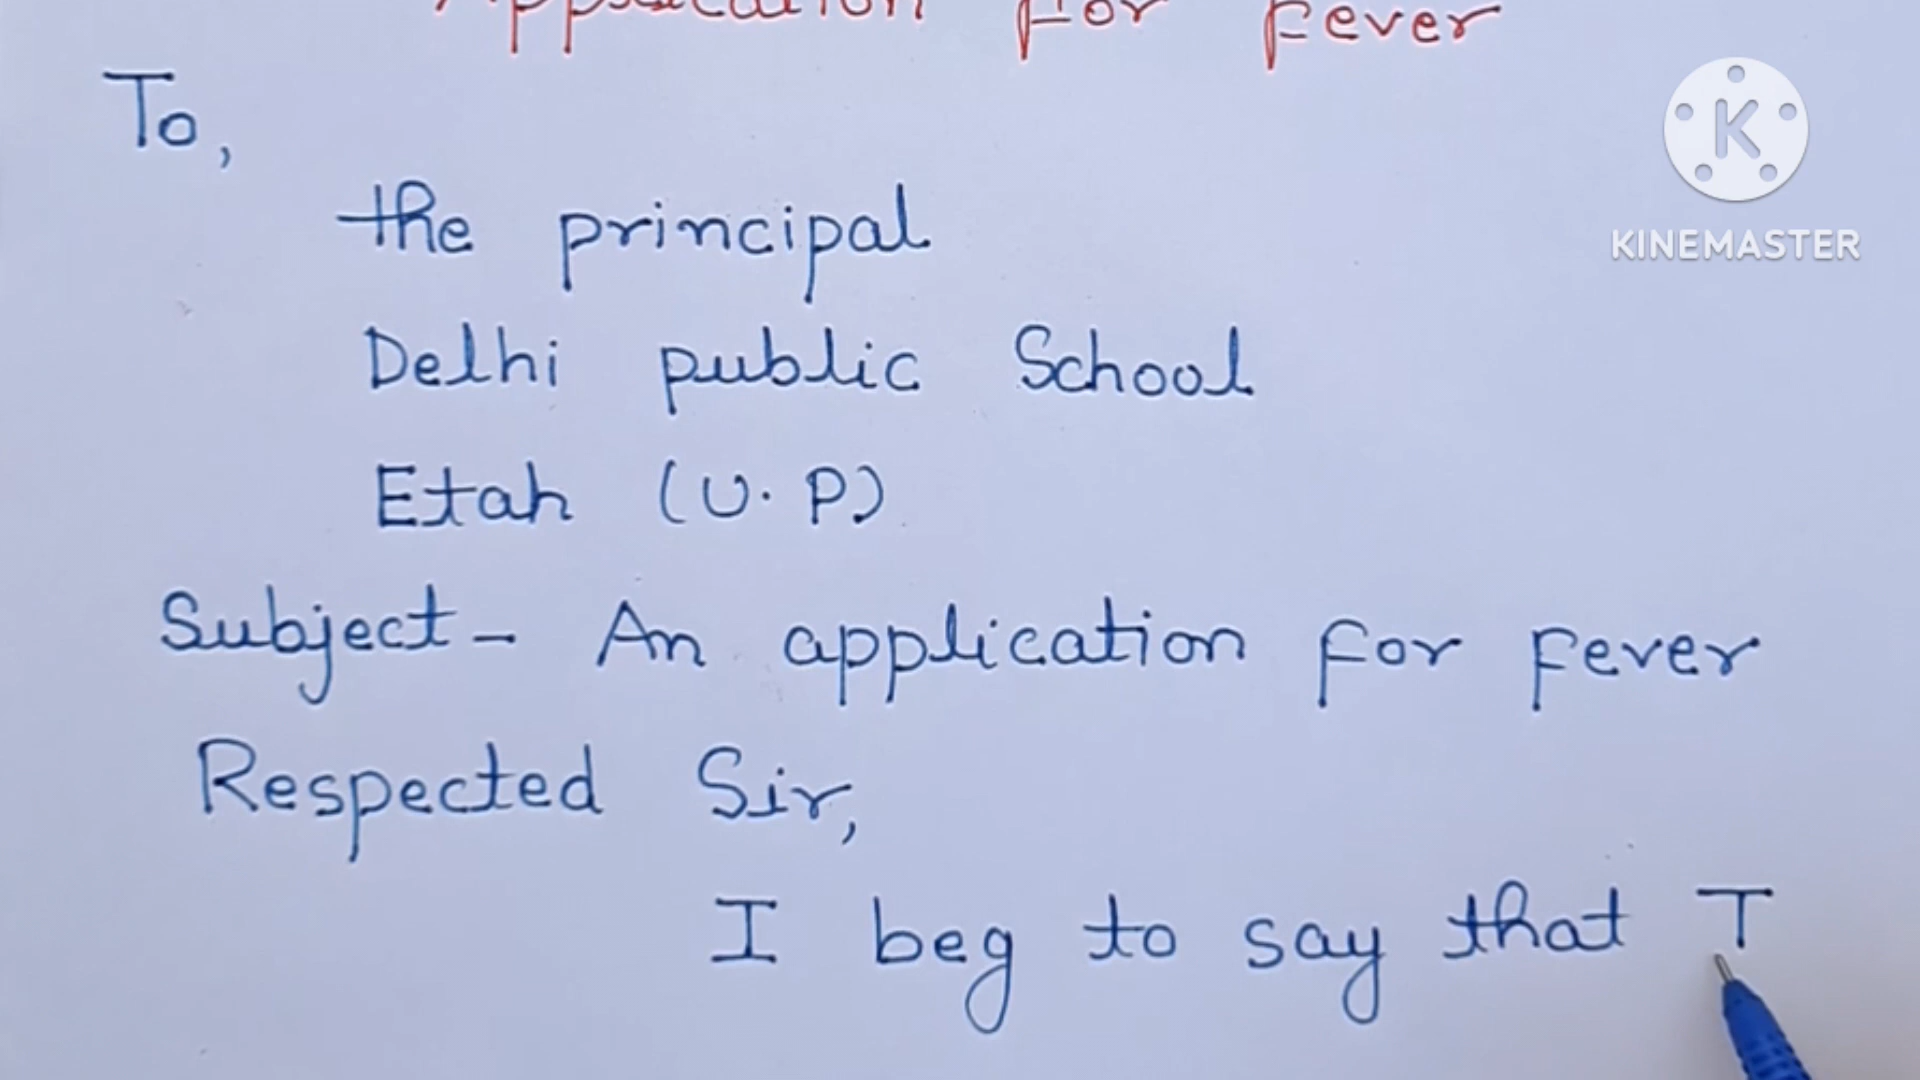 Application for fever
To,
the principal
Delhi public School
Etah (U.P)
Subject- An application for fever
Respected Sir,
I beg to say that I
KINEMASTER